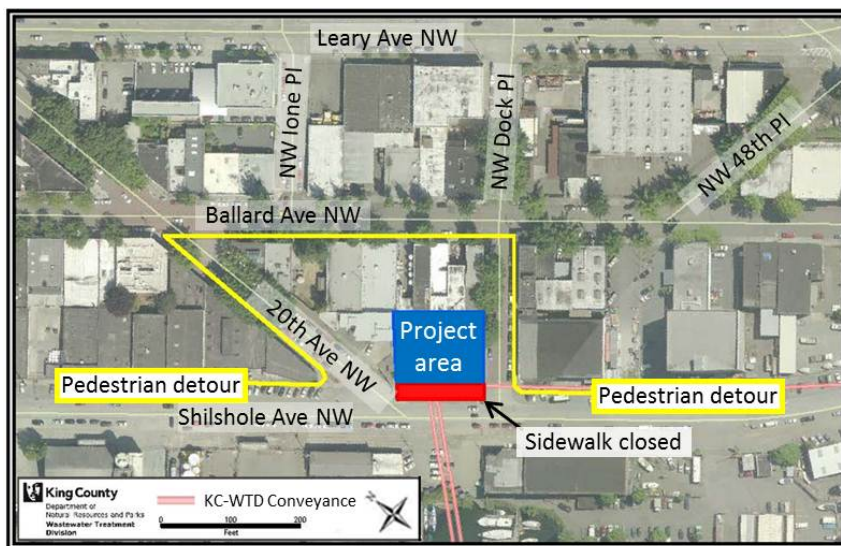 Leary Ave NW
NW Ione Pl
NW Dock Pl
NW 48th Pl
Ballard Ave NW
20th Ave NW
Project
area
Pedestrian detour
Pedestrian detour
Shilshole Ave NW
Sidewalk closed
King County
Department of
Natural Resources and Parks
Wastewater Treatment
Division
KC-WTD Conveyance
0 100 200
Feet
N